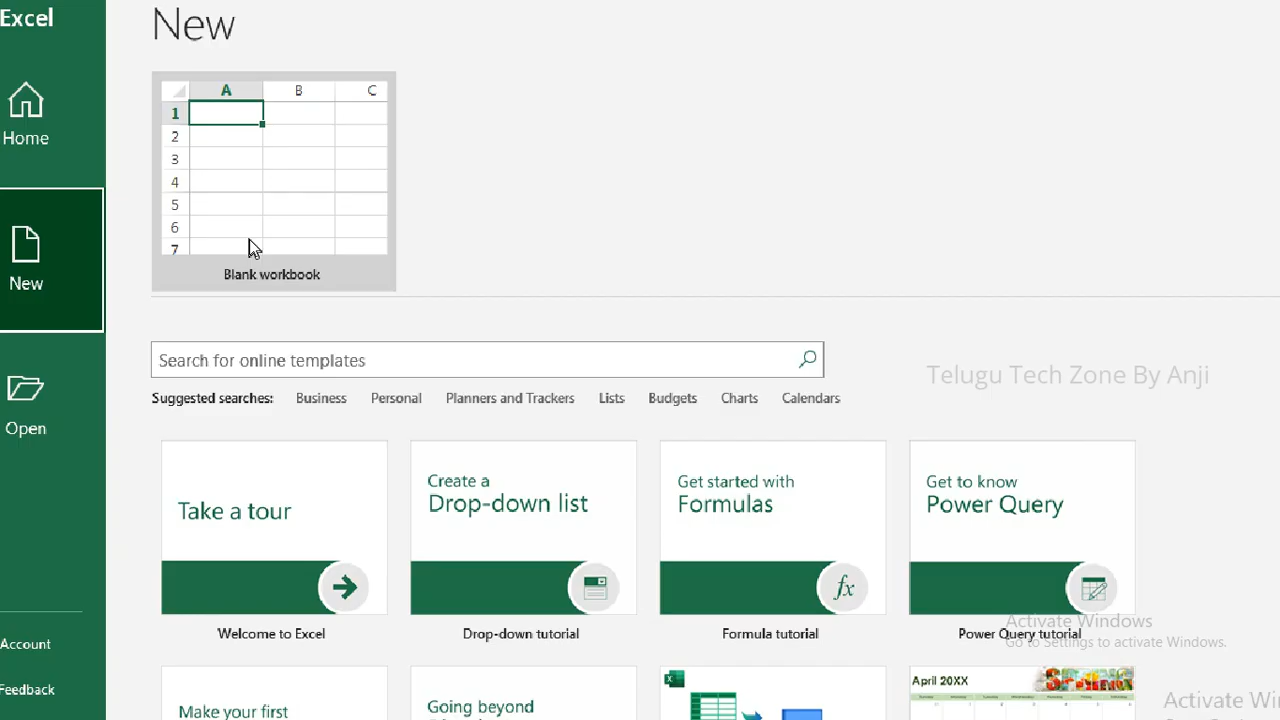 Excel
New
Home
New
Open
Account
Feedback
A B C
1
2
3
4
5
6
7
Blank workbook
Search for online templates
Telugu Tech Zone By Anji
Suggested searches: Business Personal Planners and Trackers Lists Budgets Charts Calendars
Take a tour
Welcome to Excel
Create a
Drop-down list
Drop-down tutorial
Get started with
Formulas
fx
Formula tutorial
Get to know
Power Query
Power Query tutorial
Activate Windows
Go to Settings to activate Windows.
Make your first
Going beyond
X
April 20XX
Activate Wi